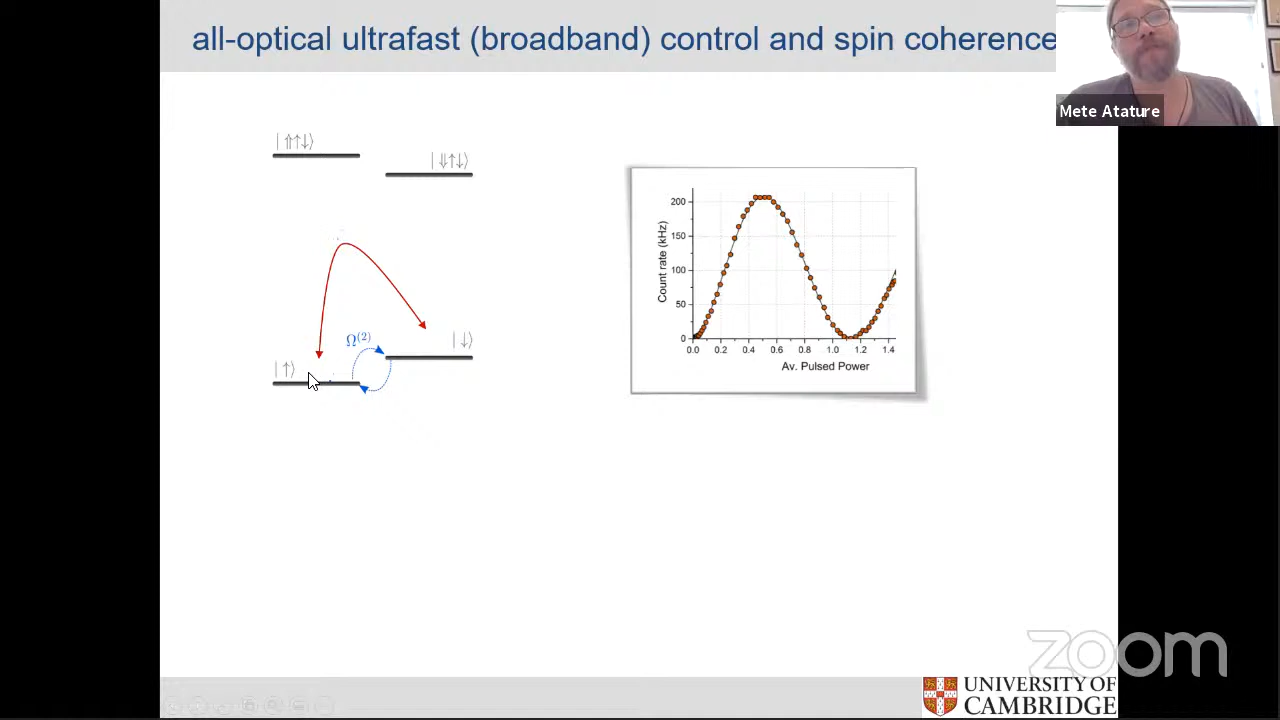 all-optical ultrafast (broadband) control and spin coherence
Mete Atature
|⇑↑↓⟩
|⇓↑↓⟩
Ω(2)
|↓⟩
|↑⟩
Count rate (kHz)
200
150
100
50
0
0.0 0.2 0.4 0.6 0.8 1.0 1.2 1.4
Av. Pulsed Power
zoom
UNIVERSITY OF
CAMBRIDGE